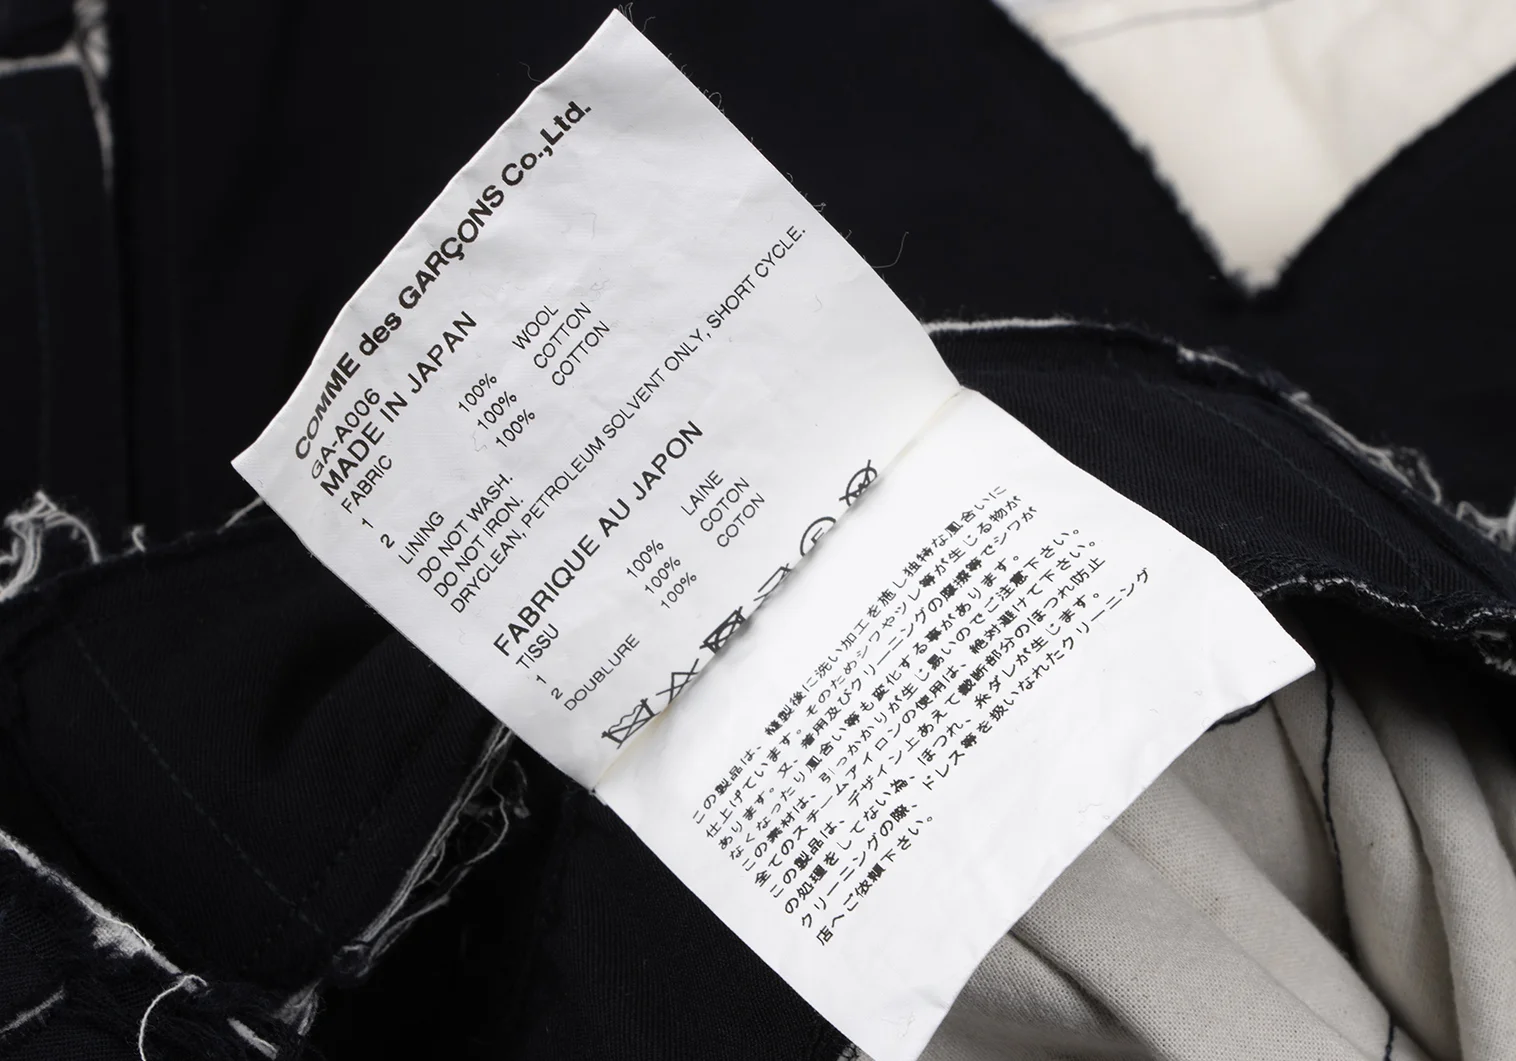 COMME des GARÇONS Co.,Ltd.
GA-A006
MADE IN JAPAN
FABRIC
1 100% WOOL
2 100% COTTON
LINING 100% COTTON
DO NOT WASH.
DO NOT IRON.
DRYCLEAN, PETROLEUM SOLVENT ONLY, SHORT CYCLE.
FABRIQUE AU JAPON
TISSU
1 100% LAINE
2 100% COTON
DOUBLURE 100% COTON
この製品は、縫製後に洗い加工を施し独特な風合いに
仕上げています。そのためシワやツレ等が生じる物が
あります。又、着用及びクリーニングの摩擦等でシワが
なくなったり風合い等も変化する事があります。
この素材は、引っかかりが生じ易いのでご注意下さい。
全てのスチームアイロンの使用は、絶対避けて下さい。
この製品は、デザイン上あえて裁断部分のほつれ防止
の処理をしてない為、ほつれ、糸ダレが生じます。
クリーニングの際、ドレス等を扱いなれたクリーニング
店へご依頼下さい。